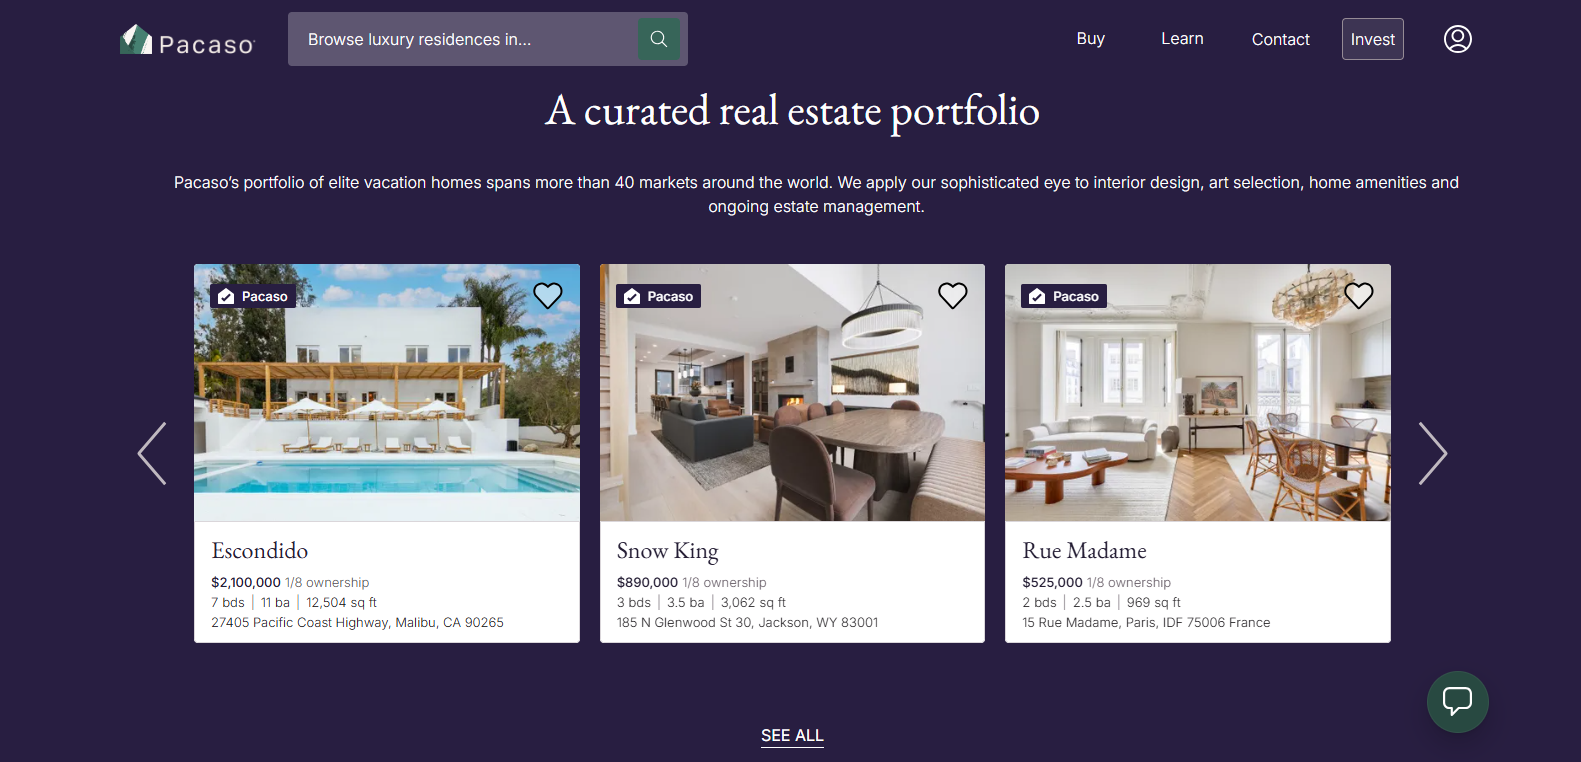 Pacaso
Browse luxury residences in...
Buy
Learn
Contact
Invest
A curated real estate portfolio
Pacaso’s portfolio of elite vacation homes spans more than 40 markets around the world. We apply our sophisticated eye to interior design, art selection, home amenities and
ongoing estate management.
Pacaso
Escondido
$2,100,000 1/8 ownership
7 bds | 11 ba | 12,504 sq ft
27405 Pacific Coast Highway, Malibu, CA 90265
Pacaso
Snow King
$890,000 1/8 ownership
3 bds | 3.5 ba | 3,062 sq ft
185 N Glenwood St 30, Jackson, WY 83001
Pacaso
Rue Madame
$525,000 1/8 ownership
2 bds | 2.5 ba | 969 sq ft
15 Rue Madame, Paris, IDF 75006 France
SEE ALL